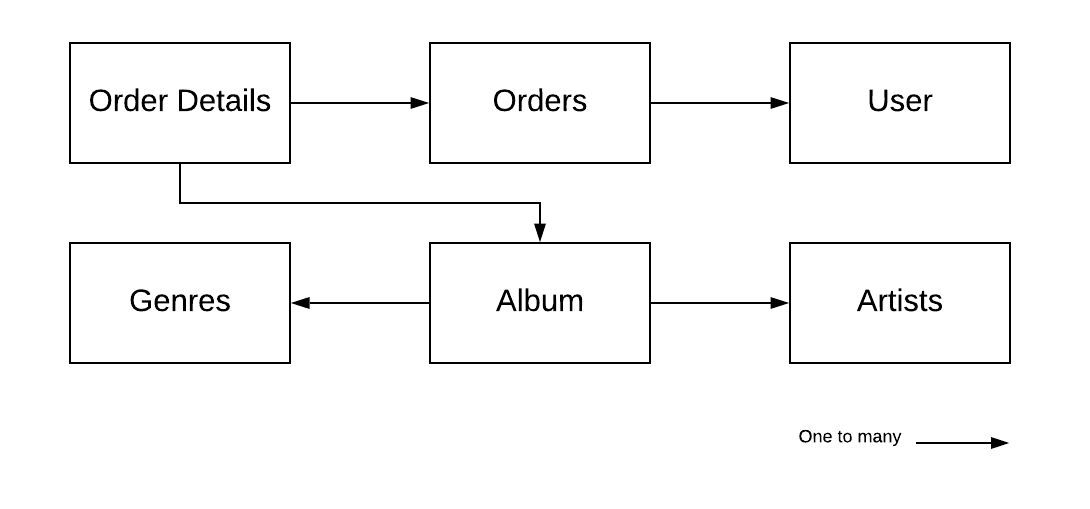 Order Details
Orders
User
Genres
Album
Artists
One to many